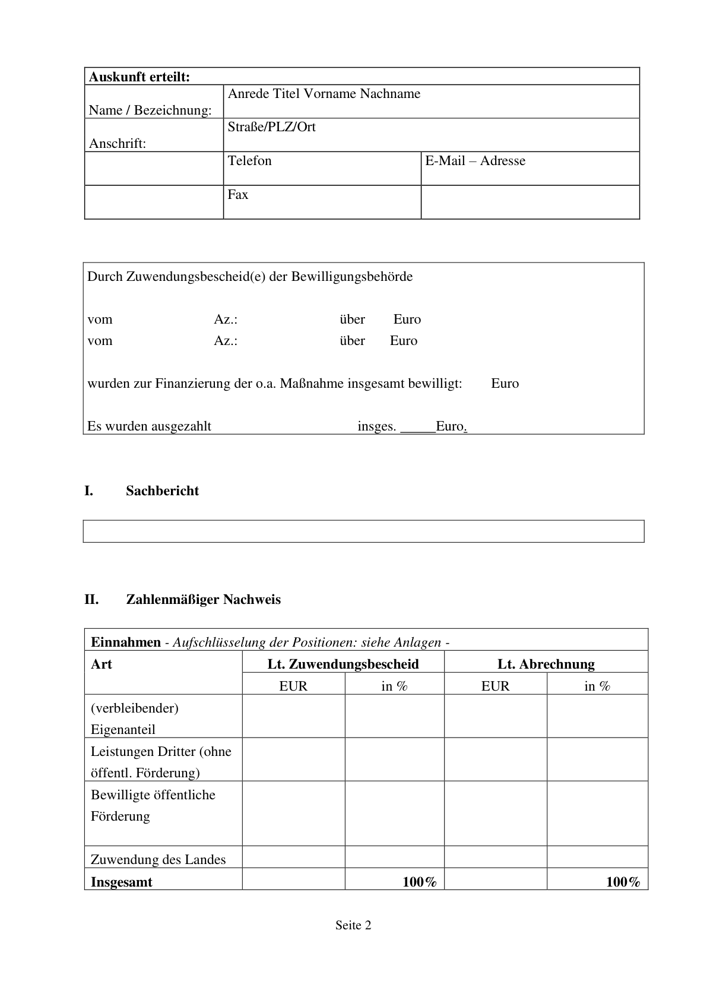 Auskunft erteilt:
Anrede Titel Vorname Nachname
Name / Bezeichnung:
Straße/PLZ/Ort
Anschrift:
Telefon E-Mail – Adresse
Fax
Durch Zuwendungsbescheid(e) der Bewilligungsbehörde
vom Az.: über Euro
vom Az.: über Euro
wurden zur Finanzierung der o.a. Maßnahme insgesamt bewilligt: Euro
Es wurden ausgezahlt insges. _____Euro.
I. Sachbericht
II. Zahlenmäßiger Nachweis
Einnahmen - Aufschlüsselung der Positionen: siehe Anlagen -
Art Lt. Zuwendungsbescheid Lt. Abrechnung
EUR in % EUR in %
(verbleibender)
Eigenanteil
Leistungen Dritter (ohne
öffentl. Förderung)
Bewilligte öffentliche
Förderung
Zuwendung des Landes
Insgesamt 100% 100%
Seite 2